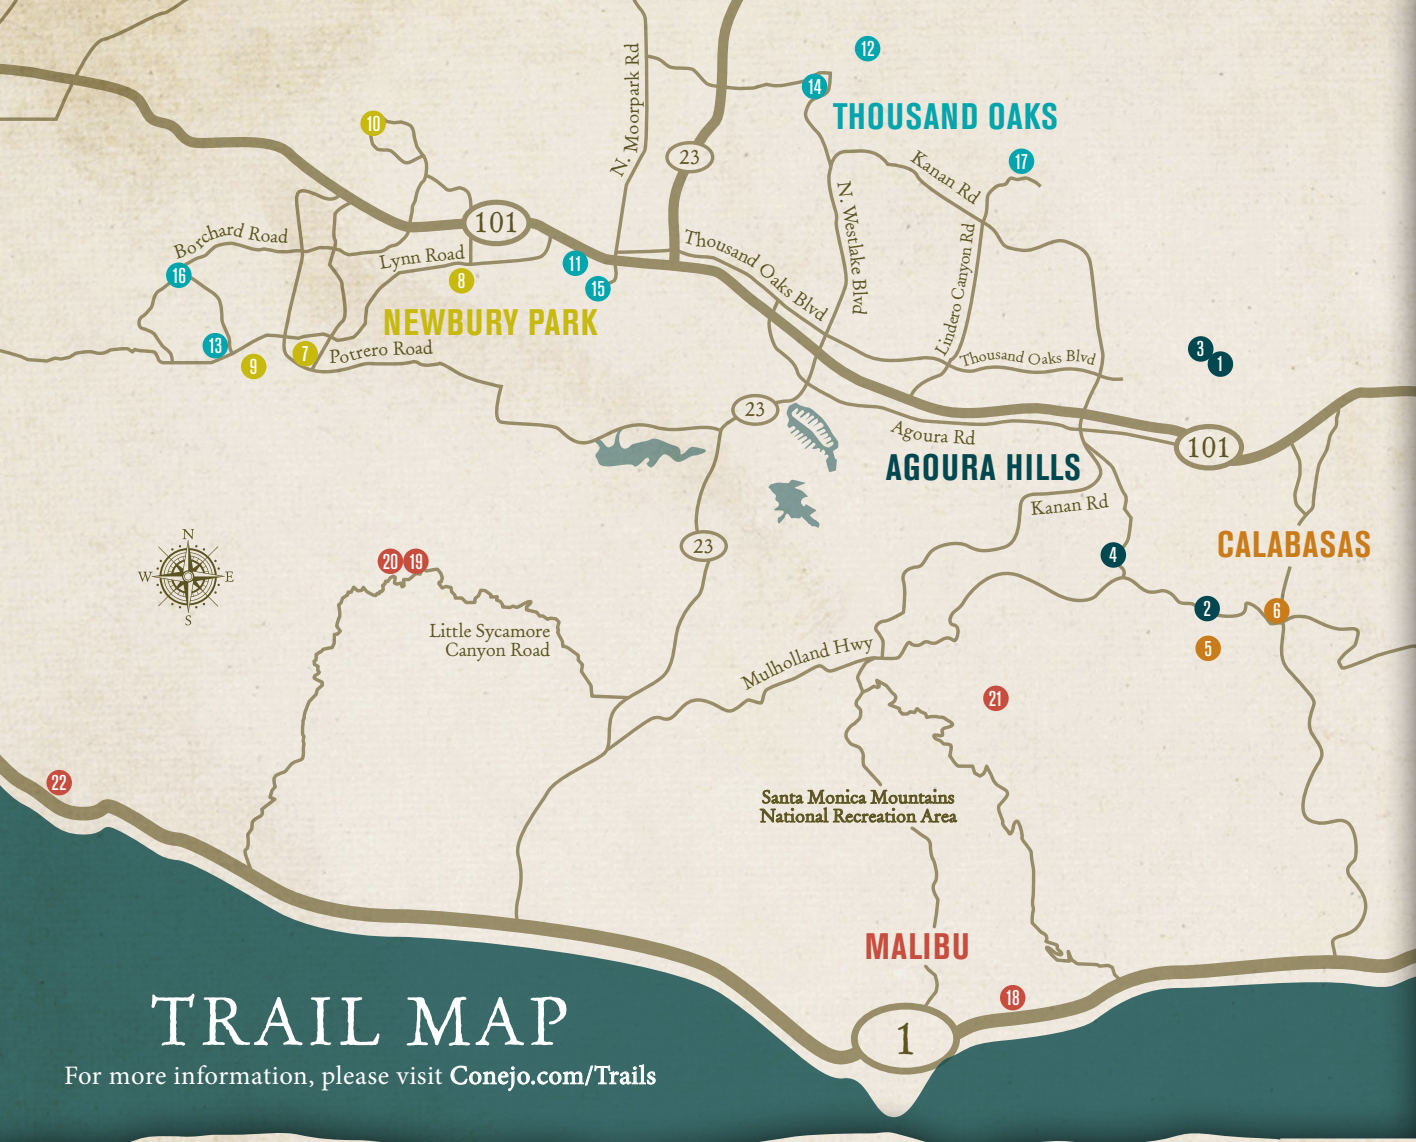 12
14
THOUSAND OAKS
10
N. Moorpark Rd
23
17
Kanan Rd
101
N. Westlake Blvd
Borchard Road
Lynn Road
Thousand Oaks Blvd
Lindero Canyon Rd
16
11
8
15
NEWBURY PARK
13
9
7
Potrero Road
Thousand Oaks Blvd
3
1
23
Agoura Rd
101
AGOURA HILLS
Kanan Rd
CALABASAS
N
W
E
S
20
19
23
4
2
6
5
Little Sycamore
Canyon Road
Mulholland Hwy
21
22
Santa Monica Mountains
National Recreation Area
MALIBU
18
1
TRAIL MAP
For more information, please visit Conejo.com/Trails